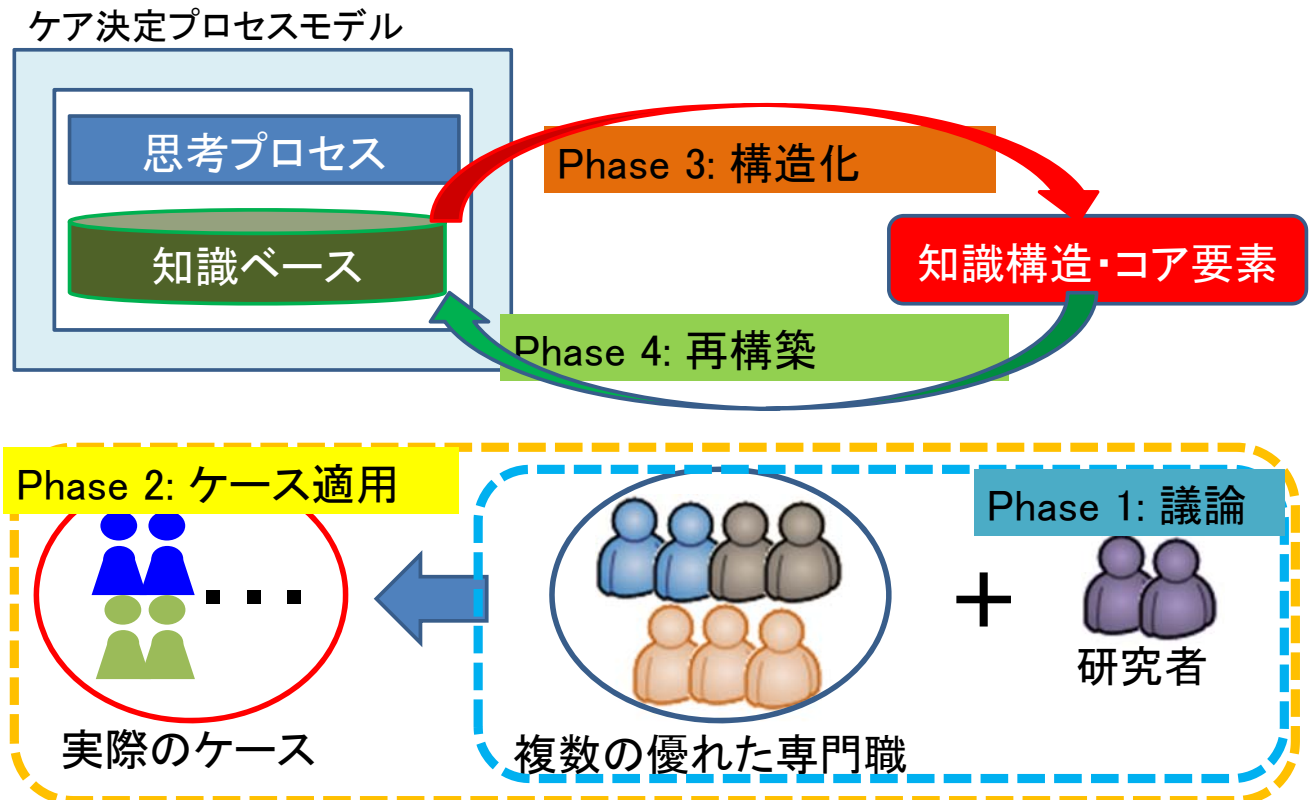 ケア決定プロセスモデル
思考プロセス
知識ベース
Phase 3: 構造化
知識構造・コア要素
Phase 4: 再構築
Phase 2: ケース適用
Phase 1: 議論
・・・
+
研究者
実際のケース
複数の優れた専門職